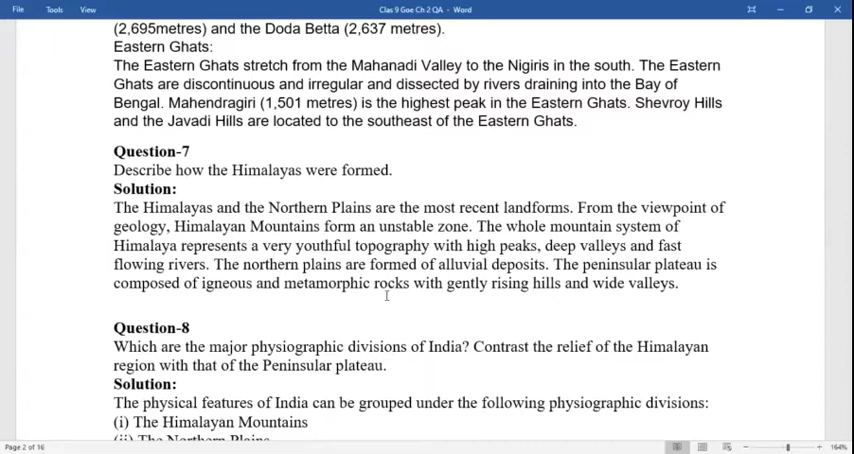 File Tools View Clas 9 Goe Ch 2 QA - Word
(2,695metres) and the Doda Betta (2,637 metres).
Eastern Ghats:
The Eastern Ghats stretch from the Mahanadi Valley to the Nigiris in the south. The Eastern
Ghats are discontinuous and irregular and dissected by rivers draining into the Bay of
Bengal. Mahendragiri (1,501 metres) is the highest peak in the Eastern Ghats. Shevroy Hills
and the Javadi Hills are located to the southeast of the Eastern Ghats.
Question-7
Describe how the Himalayas were formed.
Solution:
The Himalayas and the Northern Plains are the most recent landforms. From the viewpoint of
geology, Himalayan Mountains form an unstable zone. The whole mountain system of
Himalaya represents a very youthful topography with high peaks, deep valleys and fast
flowing rivers. The northern plains are formed of alluvial deposits. The peninsular plateau is
composed of igneous and metamorphic rocks with gently rising hills and wide valleys.
Question-8
Which are the major physiographic divisions of India? Contrast the relief of the Himalayan
region with that of the Peninsular plateau.
Solution:
The physical features of India can be grouped under the following physiographic divisions:
(i) The Himalayan Mountains
(ii) The Northern Plains
Page 2 of 16 164%